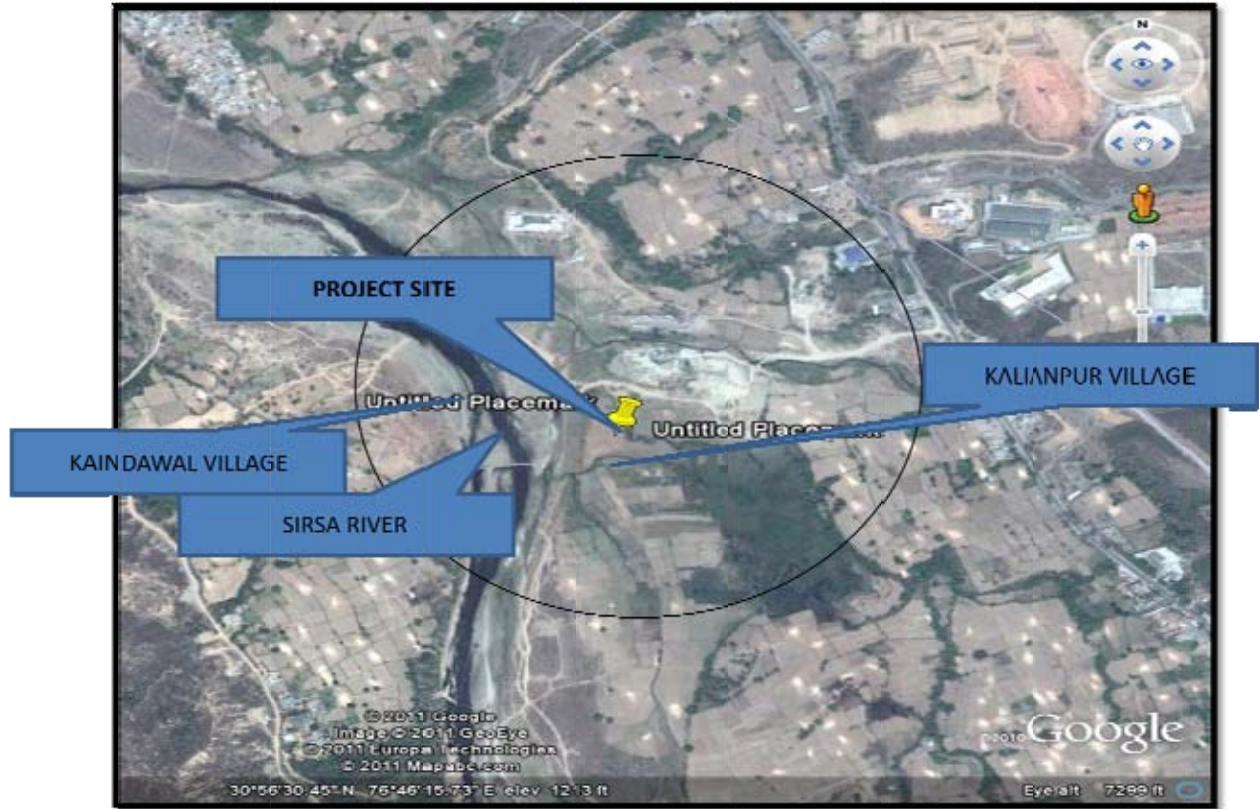 N
PROJECT SITE
KALIANPUR VILLAGE
Untitled Placemark
Untitled Placemark
KAINDAWAL VILLAGE
SIRSA RIVER
© 2011 Google
Image © 2011 GeoEye
© 2011 Europa Technologies
© 2011 Mapabc.com
©2010 Google
30°56'30.45" N 76°46'15.73" E elev 1213 ft
Eye alt 7299 ft